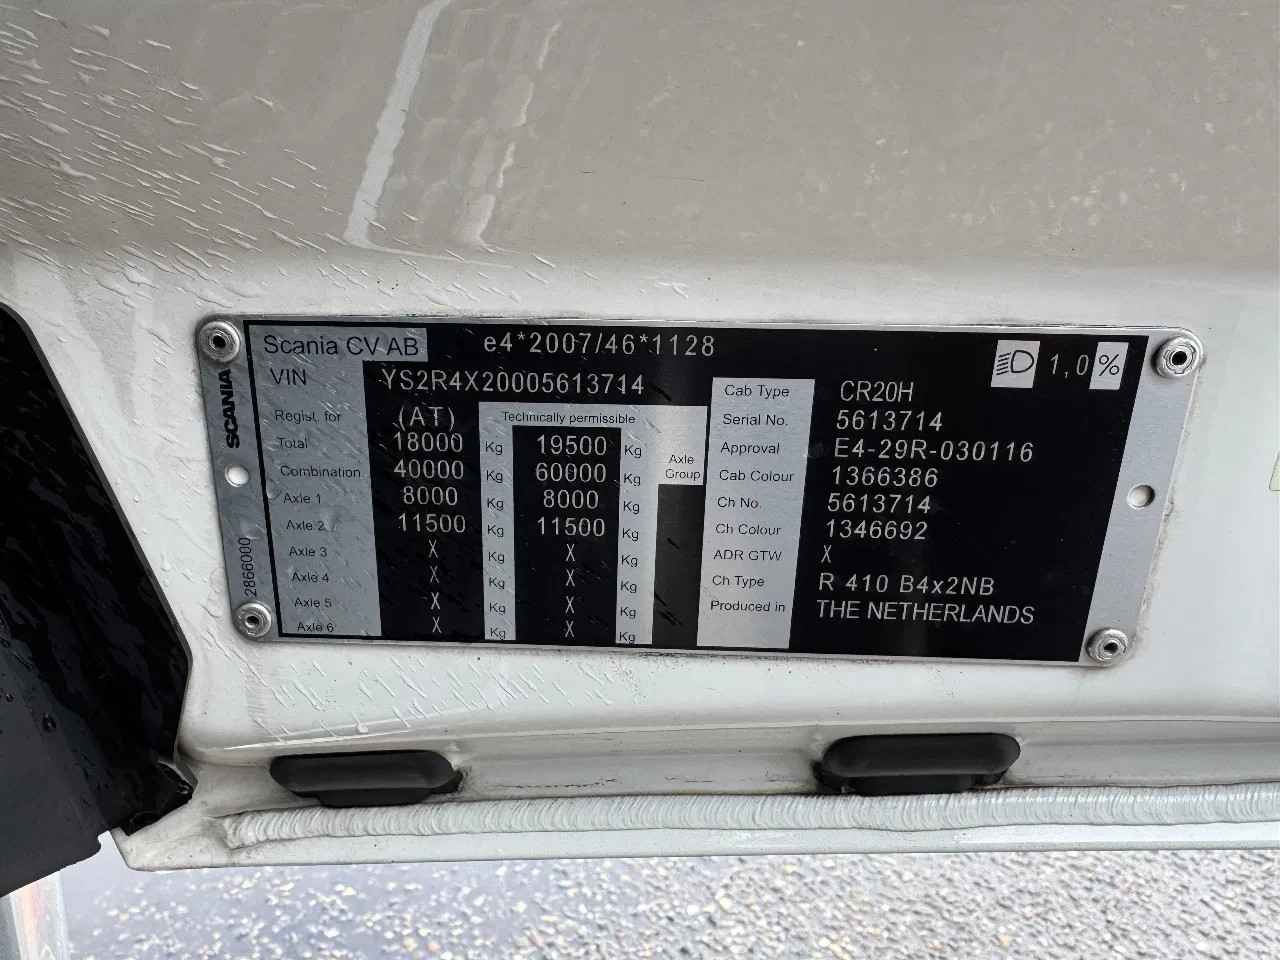 Scania CV AB e4*2007/46*1128 1,0%
VIN YS2R4X20005613714
SCANIA
2866000
Regist. for (AT) Technically permissible
Total 18000 Kg 19500 Kg
Combination 40000 Kg 60000 Kg Axle Group
Axle 1 8000 Kg 8000 Kg
Axle 2 11500 Kg 11500 Kg
Axle 3 X Kg X Kg
Axle 4 X Kg X Kg
Axle 5 X Kg X Kg
Axle 6 X Kg X Kg
Cab Type CR20H
Serial No. 5613714
Approval E4-29R-030116
Cab Colour 1366386
Ch No. 5613714
Ch Colour 1346692
ADR GTW X
Ch Type R 410 B4x2NB
Produced in THE NETHERLANDS